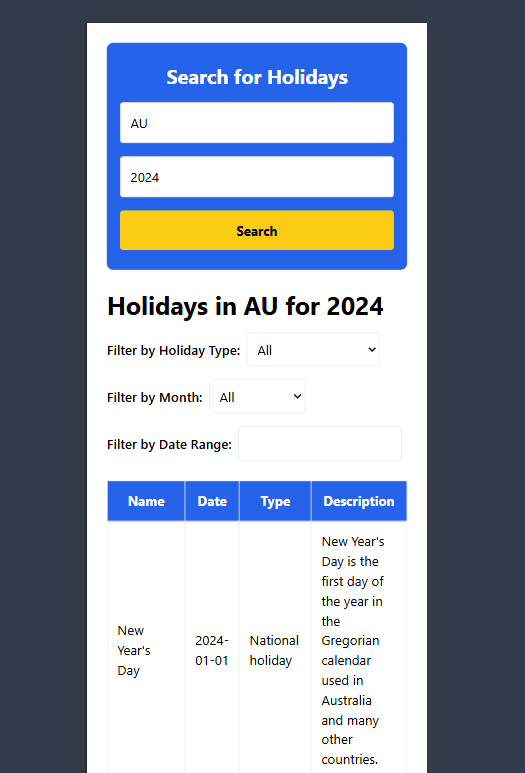 Search for Holidays
AU
2024
Search
Holidays in AU for 2024
Filter by Holiday Type: All
Filter by Month: All
Filter by Date Range:
Name Date Type Description
New
Year's
Day
2024-
01-01
National
holiday
New Year's
Day is the
first day of
the year in
the
Gregorian
calendar
used in
Australia
and many
other
countries.